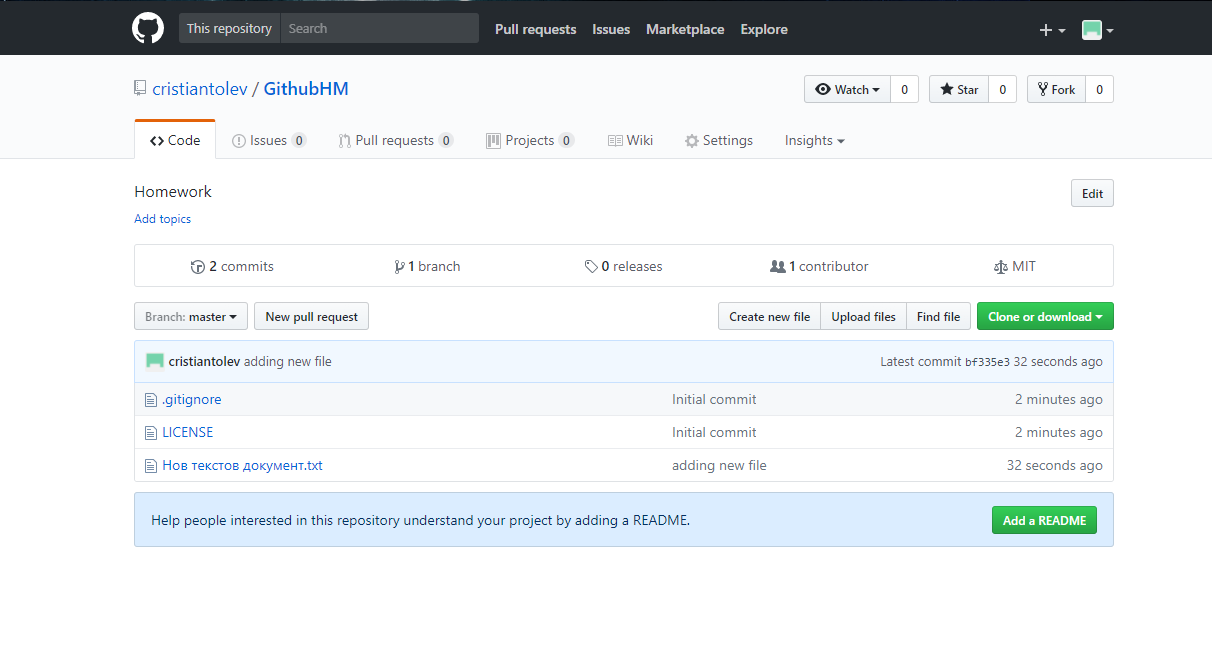 This repository Search Pull requests Issues Marketplace Explore
cristiantolev / GithubHM Watch 0 Star 0 Fork 0
Code Issues 0 Pull requests 0 Projects 0 Wiki Settings Insights
Homework Edit
Add topics
2 commits 1 branch 0 releases 1 contributor MIT
Branch: master New pull request Create new file Upload files Find file Clone or download
cristiantolev adding new file Latest commit bf335e3 32 seconds ago
.gitignore Initial commit 2 minutes ago
LICENSE Initial commit 2 minutes ago
Нов текстов документ.txt adding new file 32 seconds ago
Help people interested in this repository understand your project by adding a README. Add a README